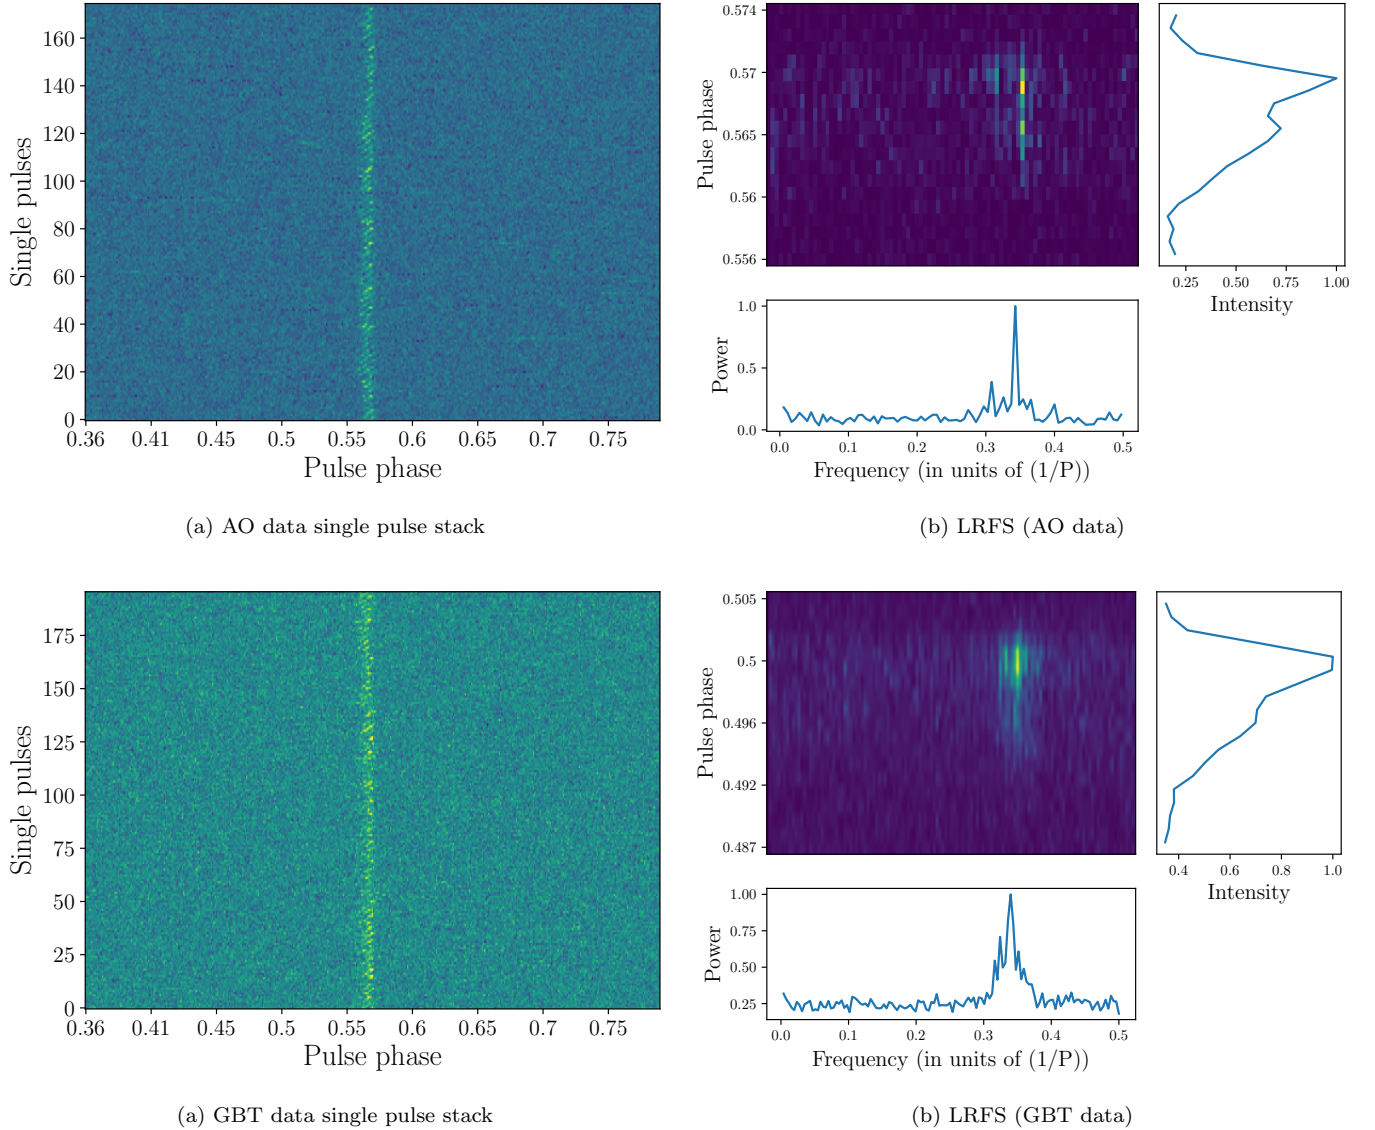 160
140
120
100
80
60
40
20
0
Single pulses
0.36 0.41 0.45 0.5 0.55 0.6 0.65 0.7 0.75
Pulse phase
(a) AO data single pulse stack
0.574
0.57
0.565
0.56
0.556
Pulse phase
0.25 0.50 0.75 1.00
Intensity
1.0
0.5
0.0
Power
0.0 0.1 0.2 0.3 0.4 0.5
Frequency (in units of (1/P))
(b) LRFS (AO data)
175
150
125
100
75
50
25
0
Single pulses
0.36 0.41 0.45 0.5 0.55 0.6 0.65 0.7 0.75
Pulse phase
(a) GBT data single pulse stack
0.505
0.5
0.496
0.492
0.487
Pulse phase
0.4 0.6 0.8 1.0
Intensity
1.00
0.75
0.50
0.25
Power
0.0 0.1 0.2 0.3 0.4 0.5
Frequency (in units of (1/P))
(b) LRFS (GBT data)